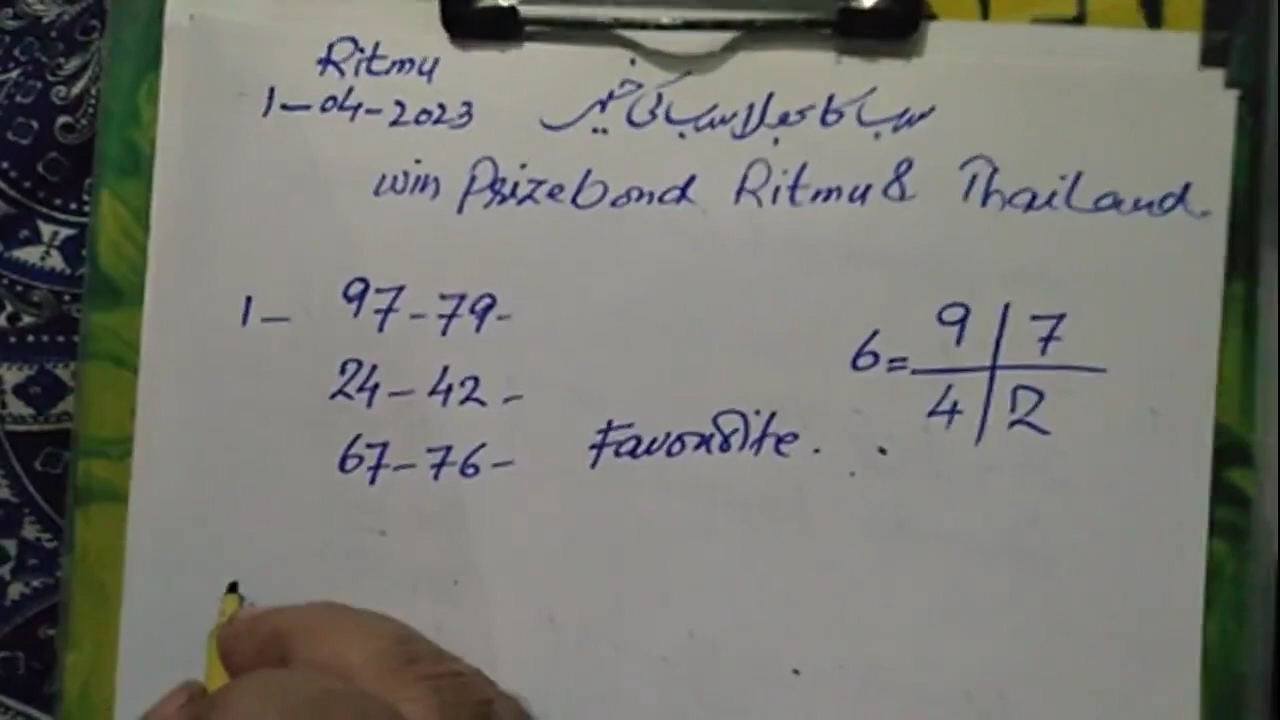 Ritmu
1-04-2023 سب کا بھلا سب کی خیر
win Prizebond Ritmu & Thailand.
1- 97-79-
24-42-
67-76- Favourite.
6= 9 | 7
4 | 2